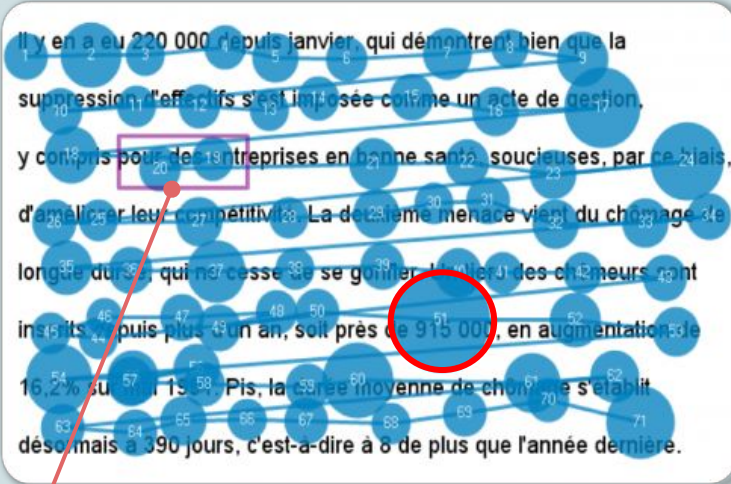 Il y en a eu 220 000 depuis janvier, qui démontrent bien que la
suppression d'effectifs s'est imposée comme un acte de gestion,
y compris pour des entreprises en bonne santé, soucieuses, par ce biais,
d'améliorer leur compétitivité. La deuxième menace vient du chômage de
longue durée, qui ne cesse de se gonfler. des chômeurs sont
inscrits depuis plus d'un an, soit près de 915 000, en augmentation de
16,2% sur Pis, la durée moyenne de chômage s'établit
désormais à 390 jours, c'est-à-dire à 8 de plus que l'année dernière.